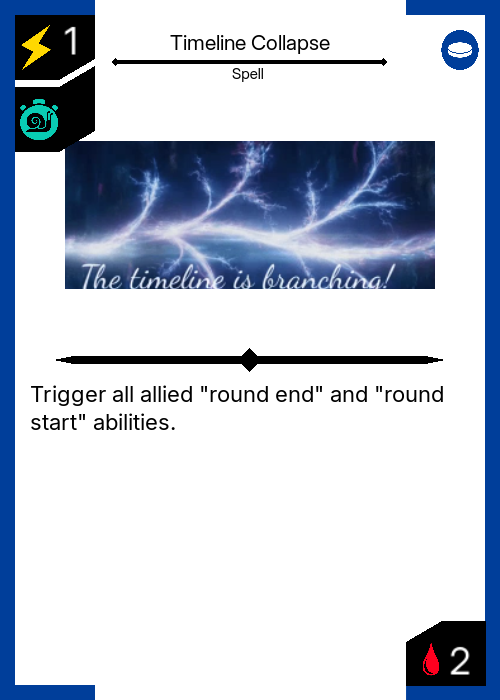 1
Timeline Collapse
Spell
The timeline is branching!
Trigger all allied "round end" and "round
start" abilities.
2